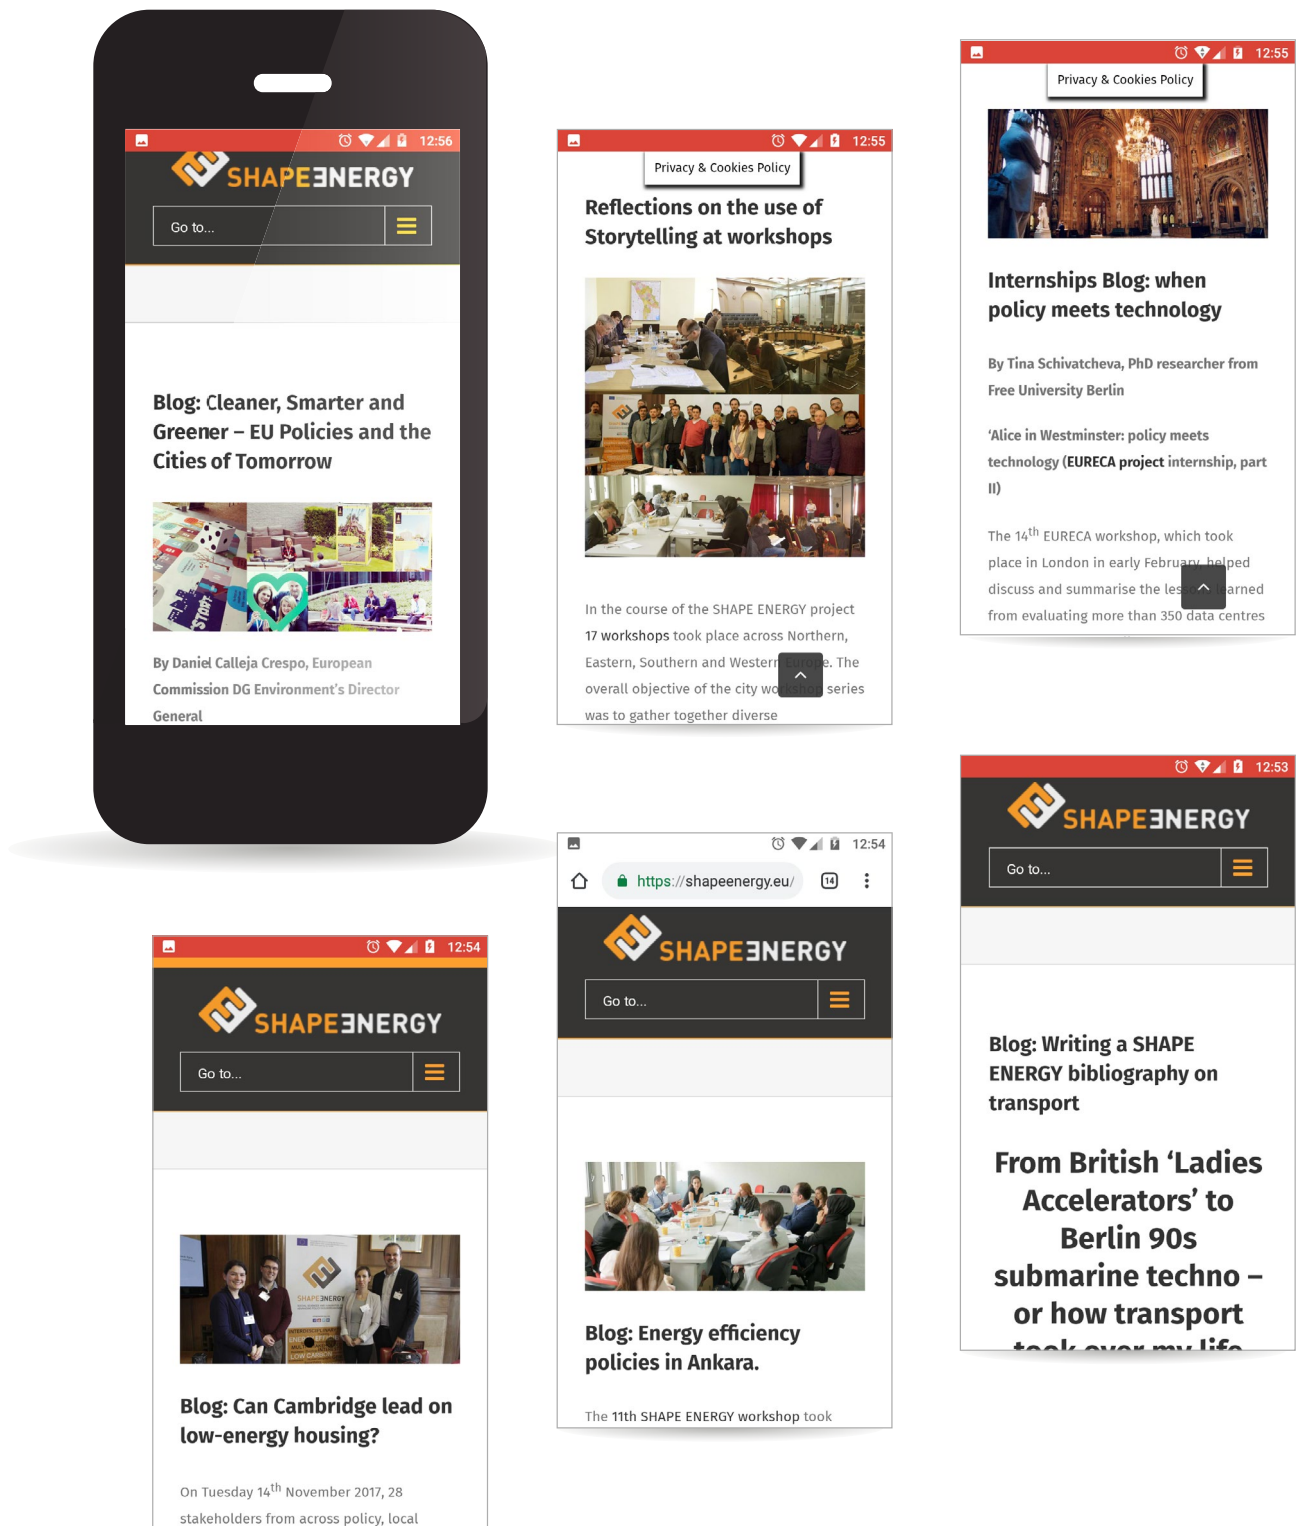 12:56
SHAPEENERGY
Go to...
Blog: Cleaner, Smarter and
Greener – EU Policies and the
Cities of Tomorrow
By Daniel Calleja Crespo, European
Commission DG Environment's Director
General
12:55
Privacy & Cookies Policy
Reflections on the use of
Storytelling at workshops
In the course of the SHAPE ENERGY project
17 workshops took place across Northern,
Eastern, Southern and Western Europe. The
overall objective of the city workshop series
was to gather together diverse
12:55
Privacy & Cookies Policy
Internships Blog: when
policy meets technology
By Tina Schivatcheva, PhD researcher from
Free University Berlin
‘Alice in Westminster: policy meets
technology (EURECA project internship, part
II)
The 14th EURECA workshop, which took
place in London in early February, helped
discuss and summarise the lessons learned
from evaluating more than 350 data centres
12:54
SHAPEENERGY
Go to...
SHAPEENERGY
Blog: Can Cambridge lead on
low-energy housing?
On Tuesday 14th November 2017, 28
stakeholders from across policy, local
12:54
https://shapeenergy.eu/
14
SHAPEENERGY
Go to...
Blog: Energy efficiency
policies in Ankara.
The 11th SHAPE ENERGY workshop took
12:53
SHAPEENERGY
Go to...
Blog: Writing a SHAPE
ENERGY bibliography on
transport
From British ‘Ladies
Accelerators’ to
Berlin 90s
submarine techno –
or how transport
took over my life